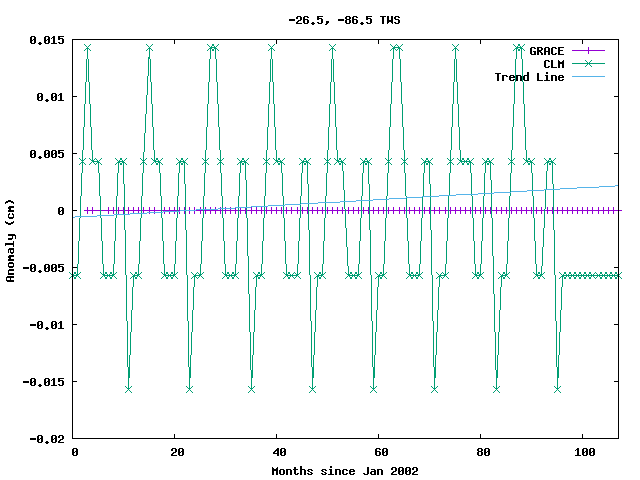 -26.5, -86.5 TWS
GRACE
CLM
Trend Line
0.015
0.01
0.005
0
-0.005
-0.01
-0.015
-0.02
Anomaly (cm)
0 20 40 60 80 100
Months since Jan 2002